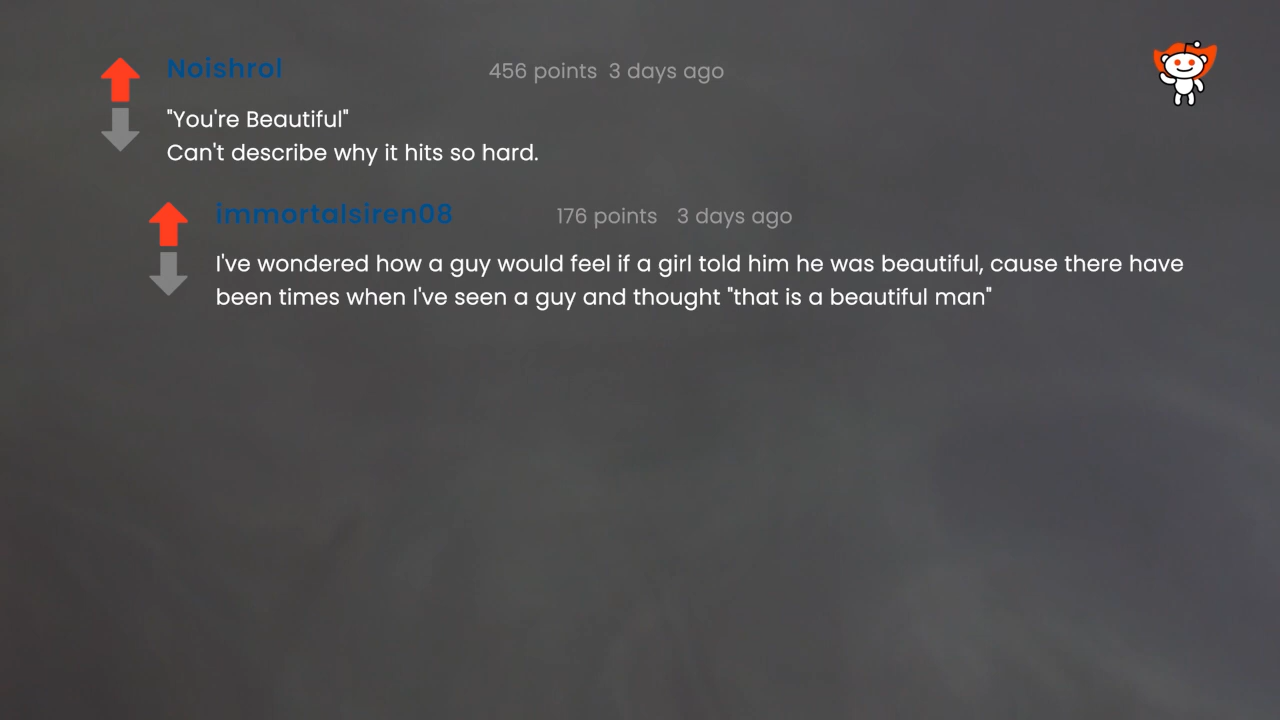 Noishrol 456 points 3 days ago
"You're Beautiful"
Can't describe why it hits so hard.
immortalsiren08 176 points 3 days ago
I've wondered how a guy would feel if a girl told him he was beautiful, cause there have
been times when I've seen a guy and thought "that is a beautiful man"